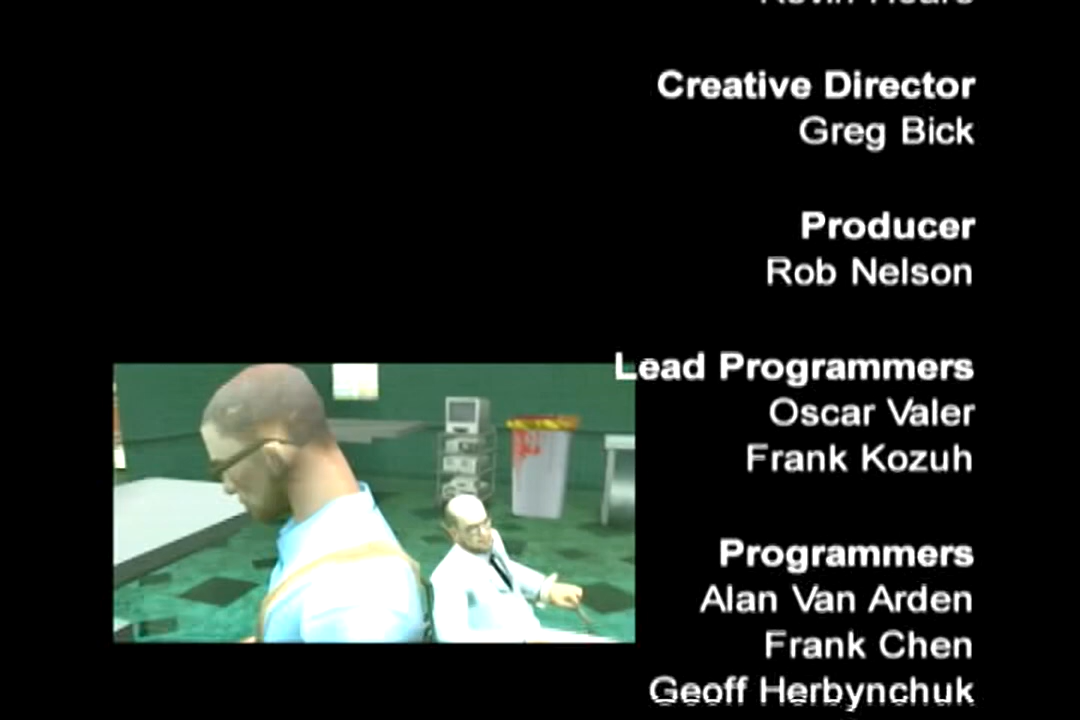 Creative Director
Greg Bick
Producer
Rob Nelson
Lead Programmers
Oscar Valer
Frank Kozuh
Programmers
Alan Van Arden
Frank Chen
Geoff Herbynchuk